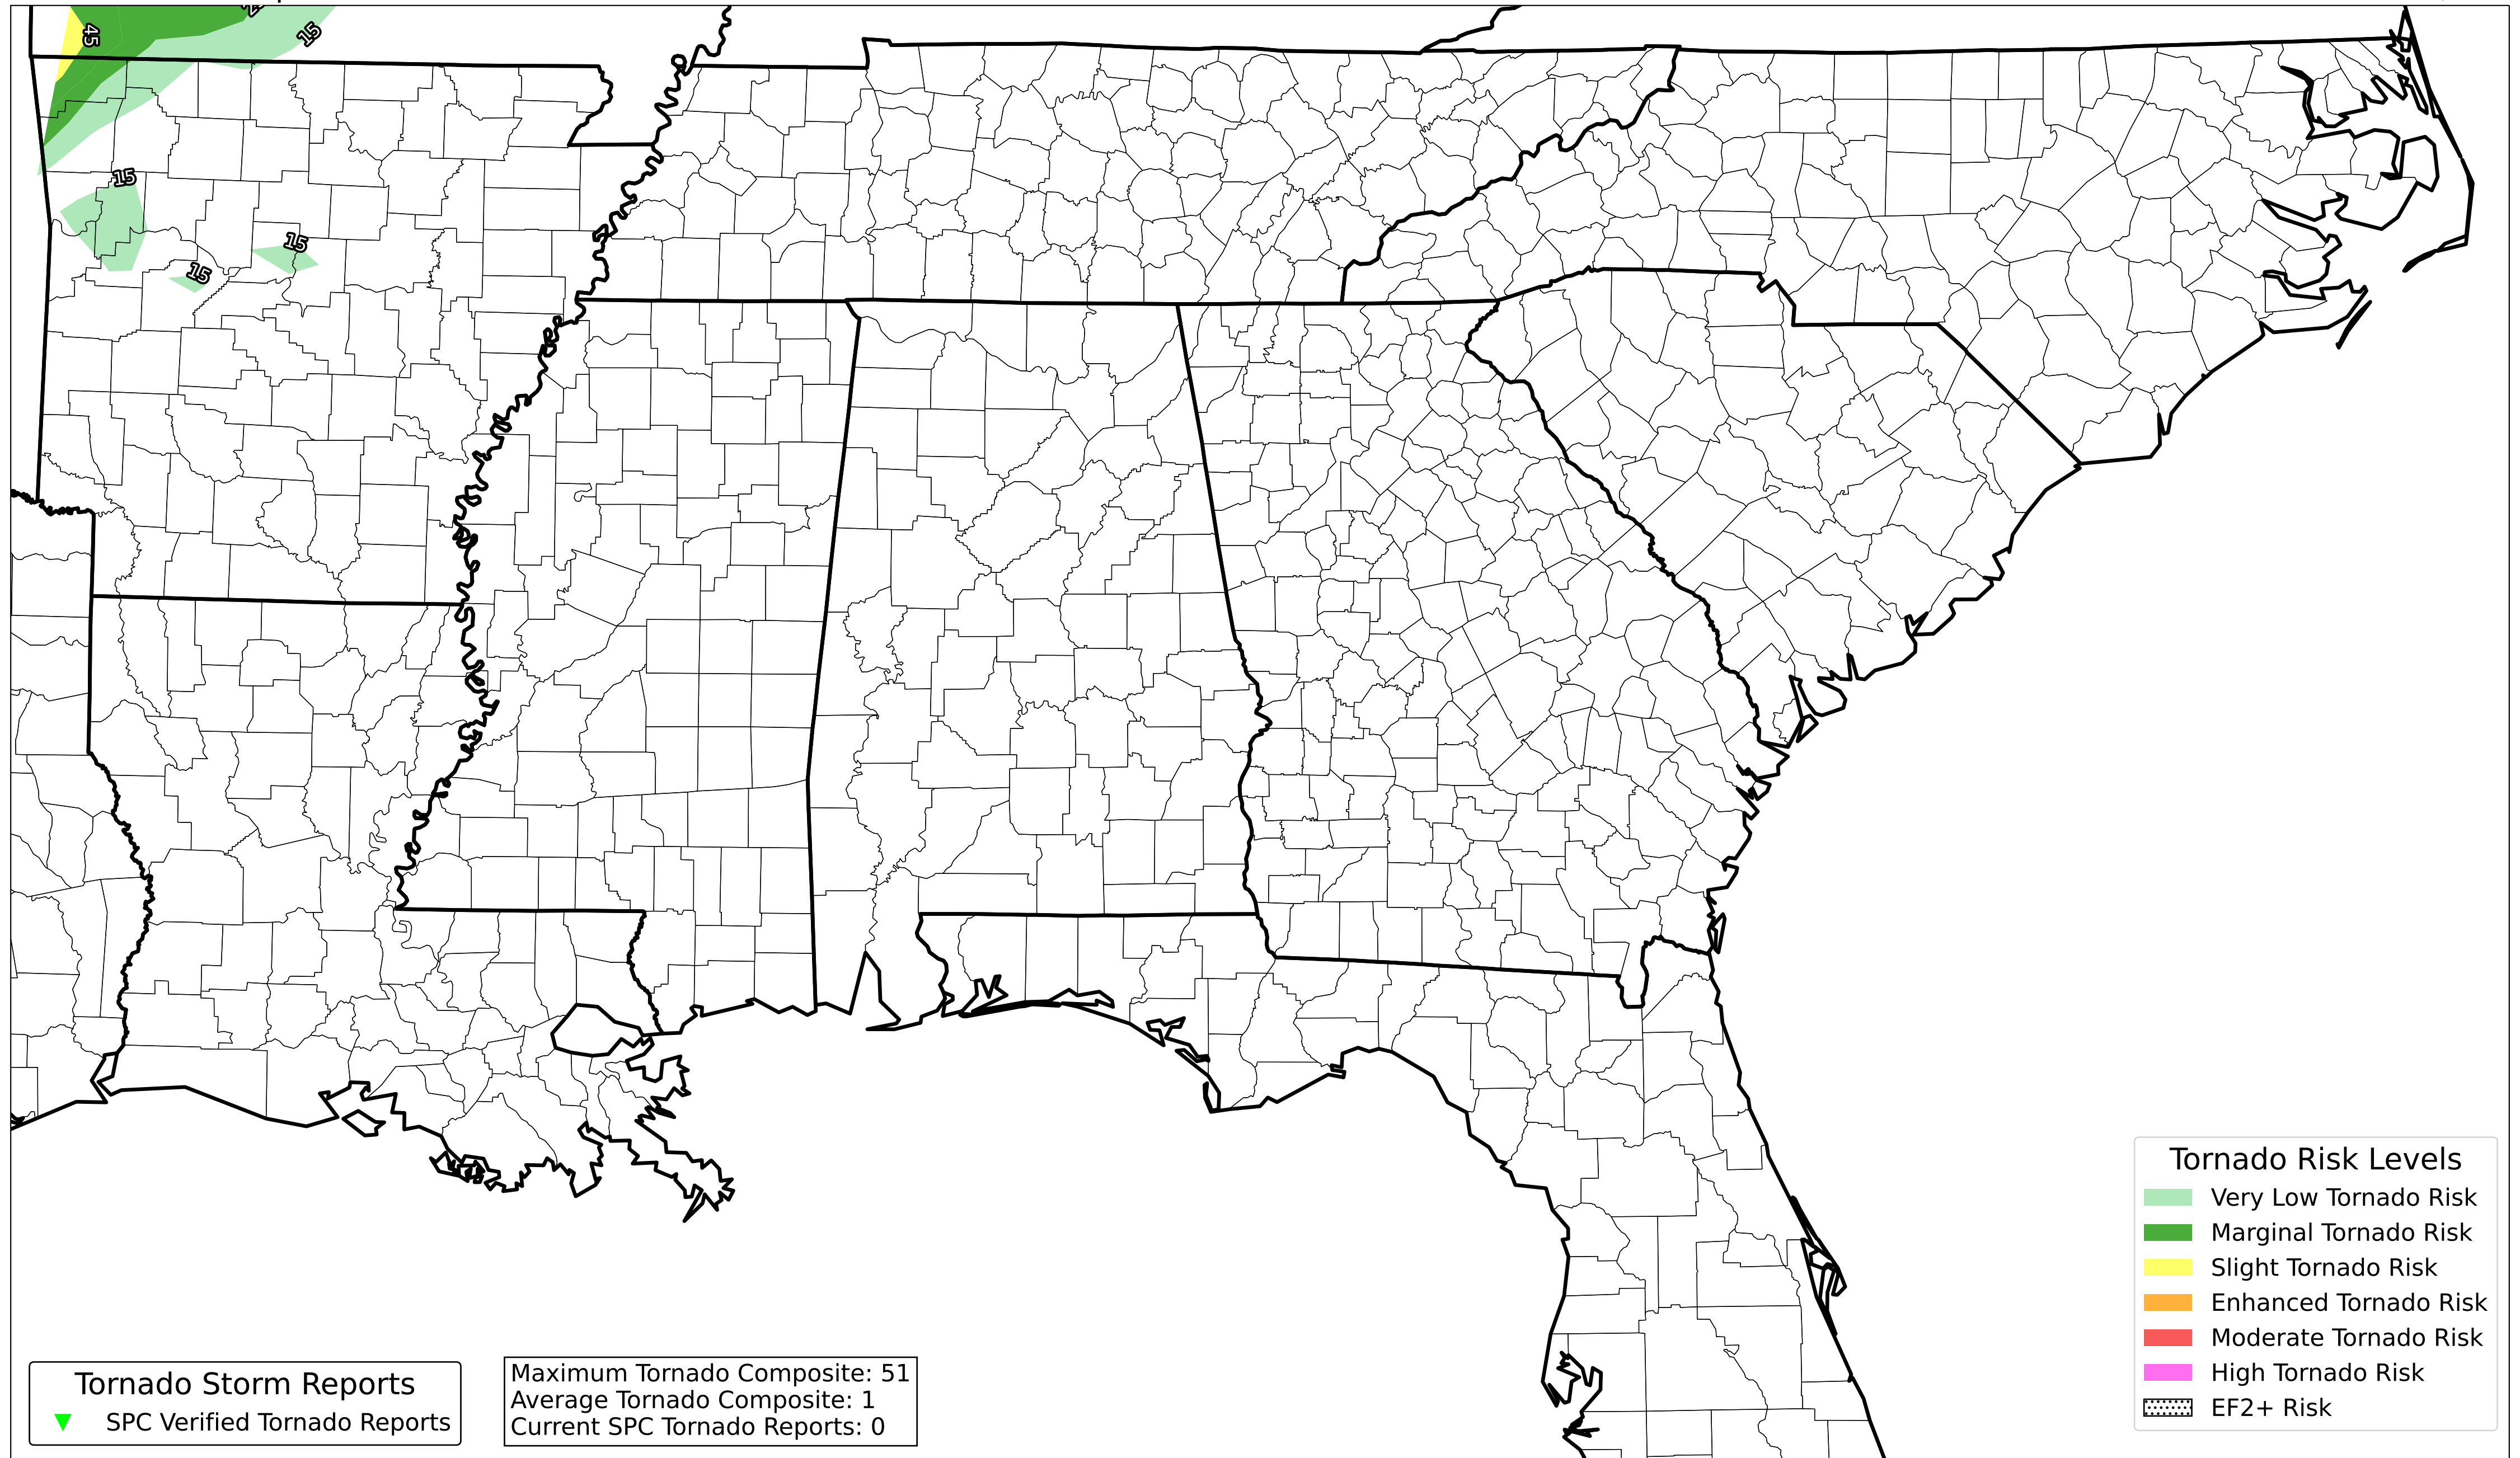 45
15
15
15
15
Tornado Risk Levels
Very Low Tornado Risk
Marginal Tornado Risk
Slight Tornado Risk
Enhanced Tornado Risk
Moderate Tornado Risk
High Tornado Risk
EF2+ Risk
Tornado Storm Reports
SPC Verified Tornado Reports
Maximum Tornado Composite: 51
Average Tornado Composite: 1
Current SPC Tornado Reports: 0